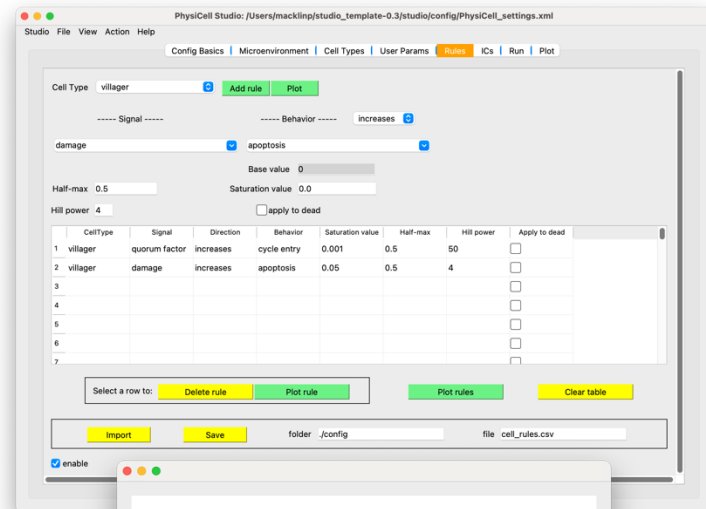 PhysiCell Studio: /Users/macklinp/studio_template-0.3/studio/config/PhysiCell_settings.xml
Studio File View Action Help
Config Basics Microenvironment Cell Types User Params Rules ICs Run Plot
Cell Type villager Add rule Plot
----- Signal ----- ----- Behavior ----- increases
damage apoptosis
Base value 0
Half-max 0.5 Saturation value 0.0
Hill power 4 apply to dead
CellType Signal Direction Behavior Saturation value Half-max Hill power Apply to dead
1 villager quorum factor increases cycle entry 0.001 0.5 50
2 villager damage increases apoptosis 0.05 0.5 4
3
4
5
6
7
Select a row to: Delete rule Plot rule Plot rules Clear table
Import Save folder ./config file cell_rules.csv
enable